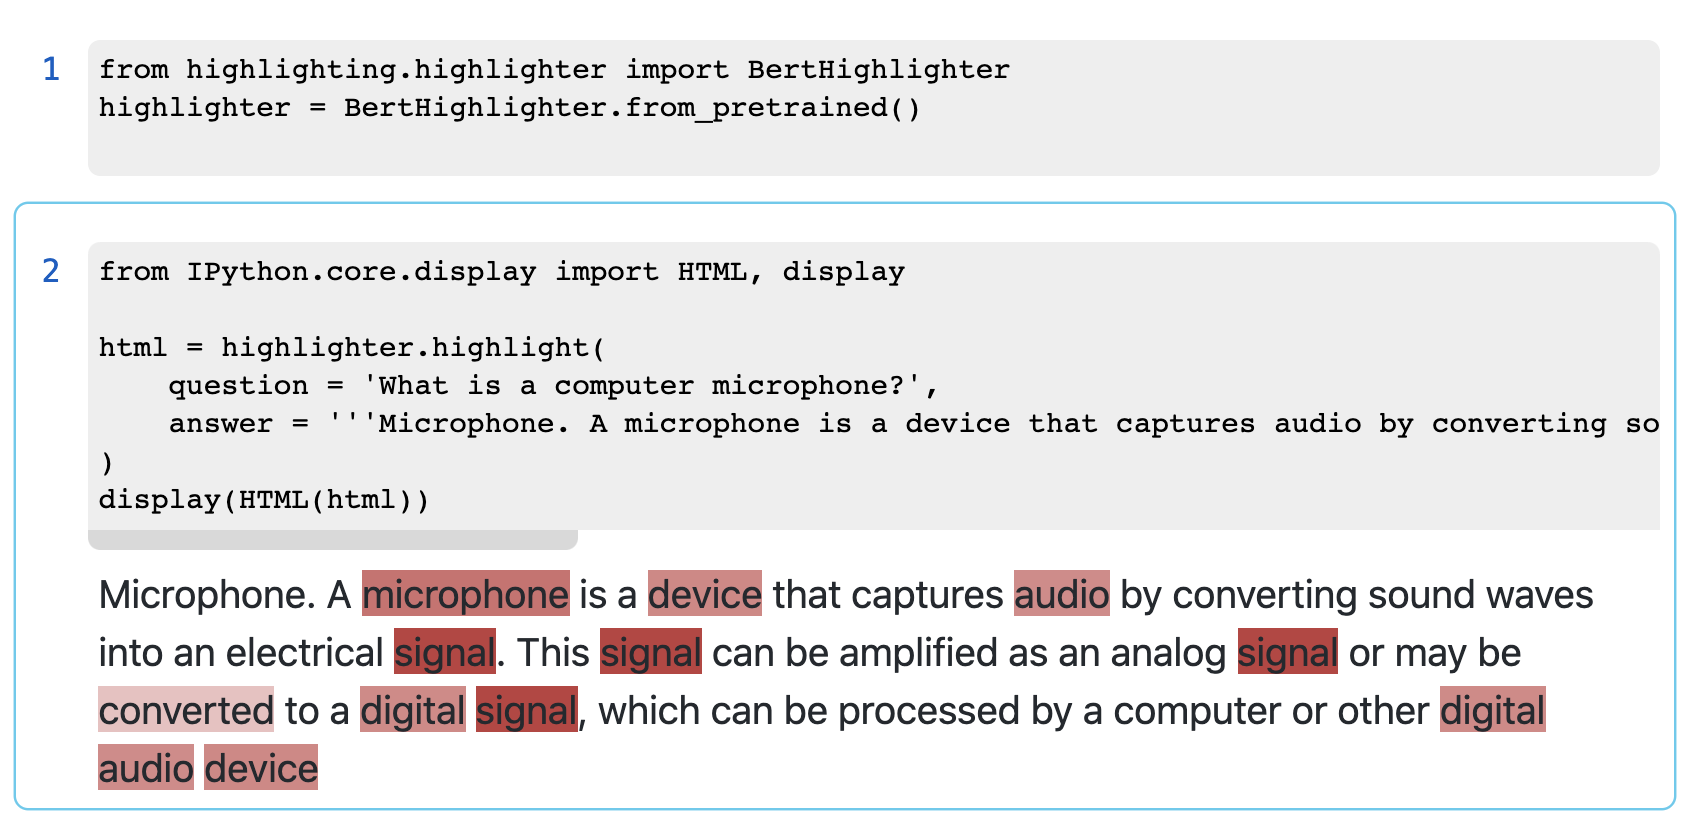 1
from highlighting.highlighter import BertHighlighter
highlighter = BertHighlighter.from_pretrained()
2
from IPython.core.display import HTML, display
html = highlighter.highlight(
    question = 'What is a computer microphone?',
    answer = '''Microphone. A microphone is a device that captures audio by converting so
)
display(HTML(html))
Microphone. A microphone is a device that captures audio by converting sound waves
into an electrical signal. This signal can be amplified as an analog signal or may be
converted to a digital signal, which can be processed by a computer or other digital
audio device